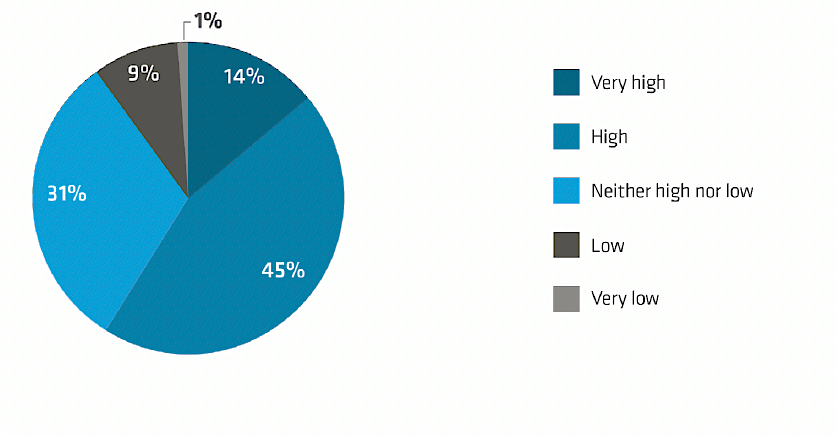 1%
9%
14%
31%
45%
Very high
High
Neither high nor low
Low
Very low